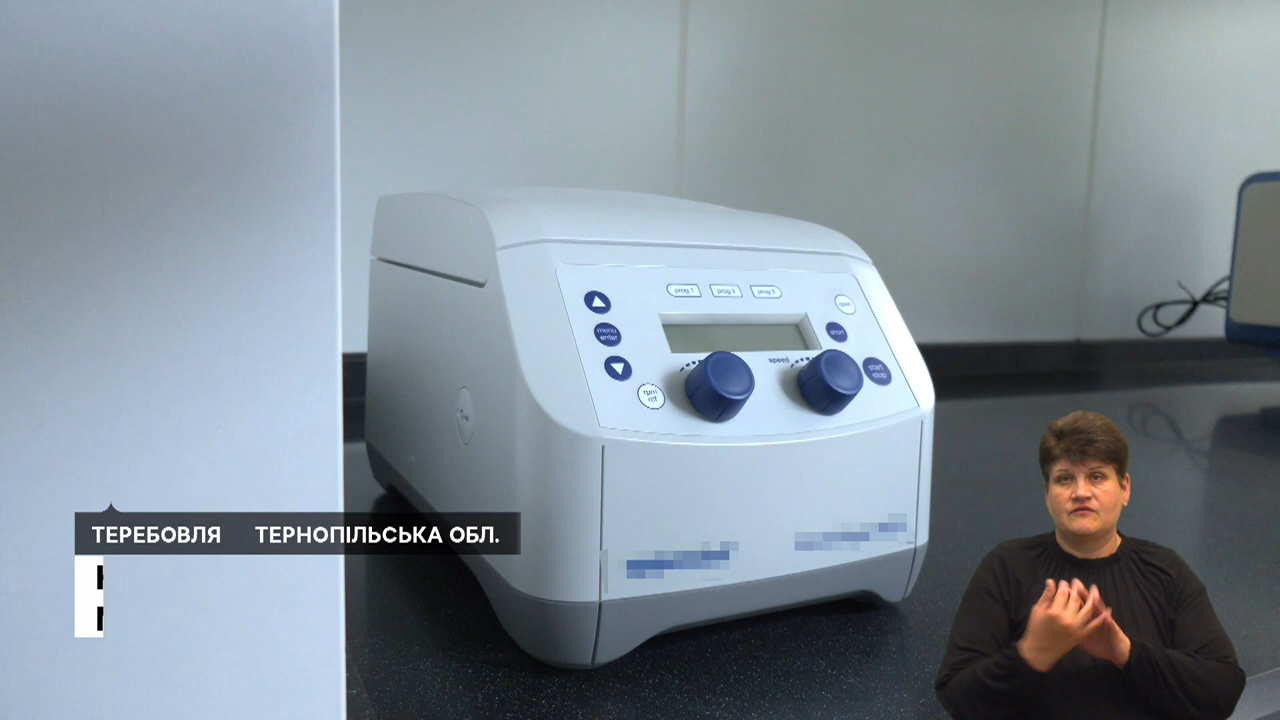 prog 1 prog 2 prog 3
open
menu
enter
short
speed
start
stop
rpm
rcf
ТЕРЕБОВЛЯ ТЕРНОПІЛЬСЬКА ОБЛ.